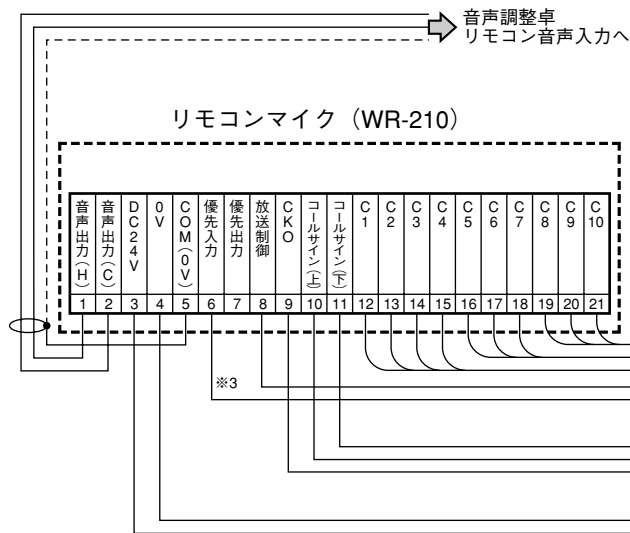 音声調整卓
リモコン音声入力へ
リモコンマイク（WR-210）
音声出力（H）
音声出力（C）
DC24V
0V
COM（0V）
優先入力
優先出力
放送制御
CKO
コールサイン（上）
コールサイン（下）
C1
C2
C3
C4
C5
C6
C7
C8
C9
C10
1 2 3 4 5 6 7 8 9 10 11 12 13 14 15 16 17 18 19 20 21
※3